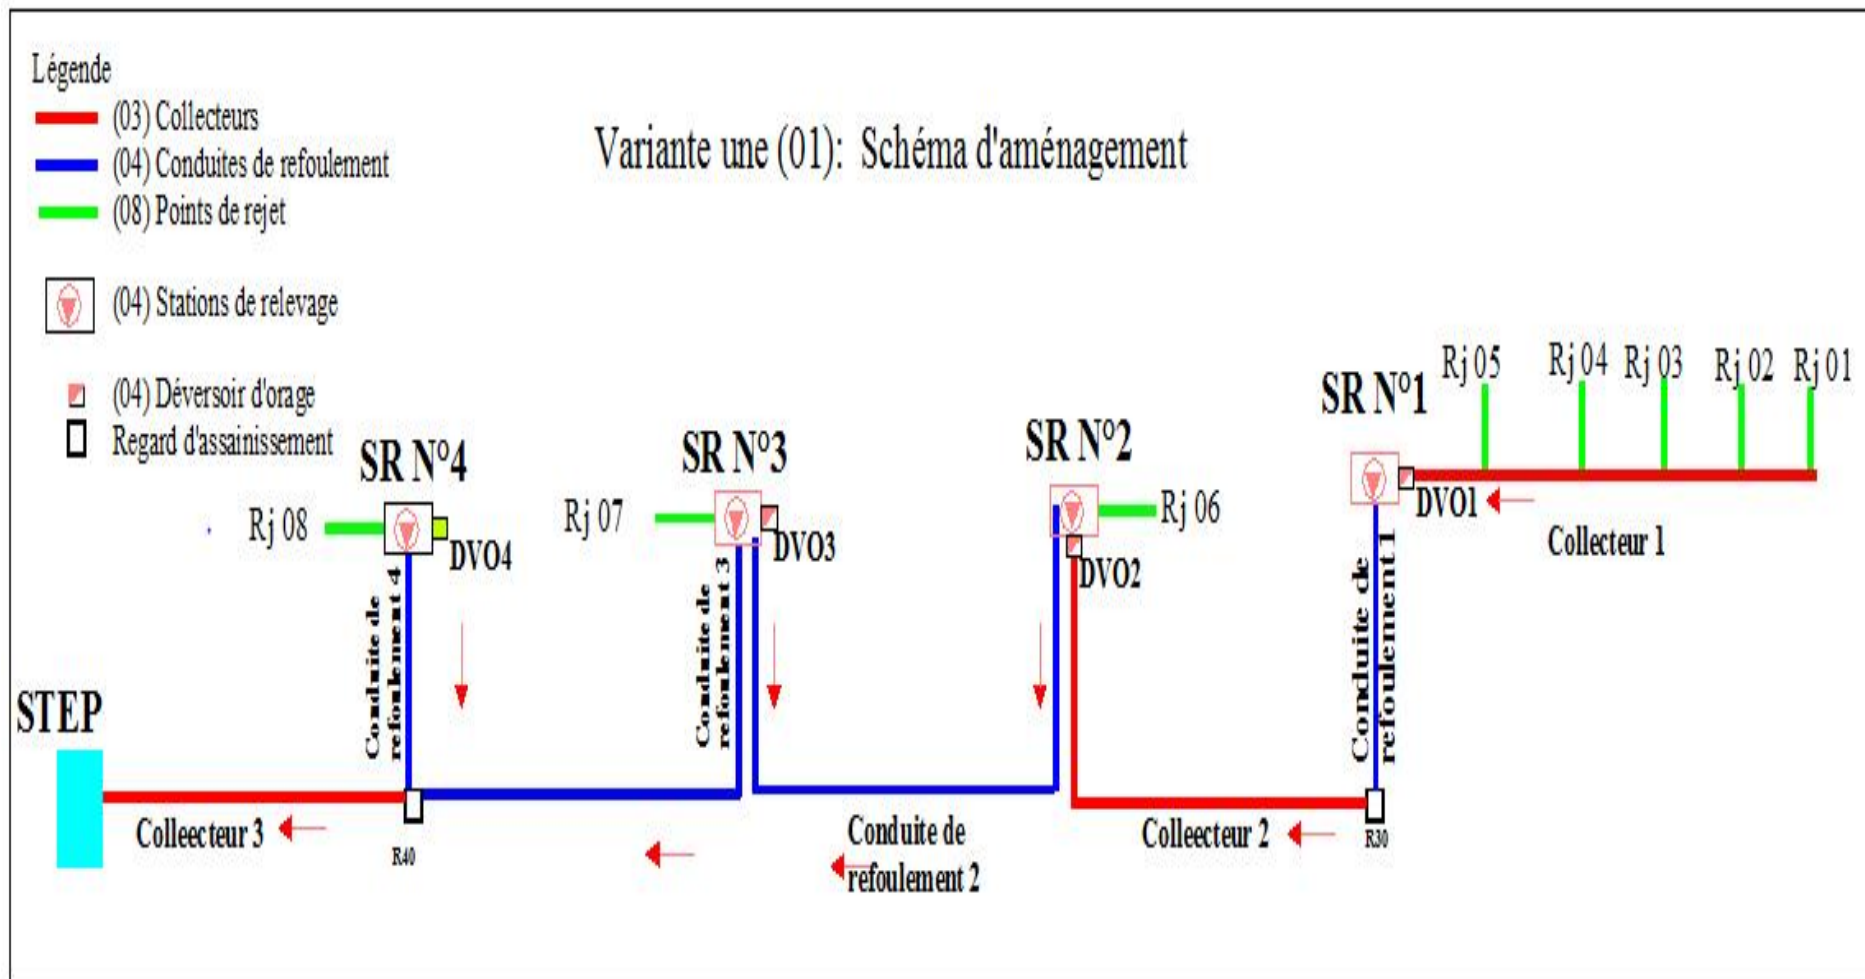 Légende
(03) Collecteurs
(04) Conduites de refoulement
(08) Points de rejet
(04) Stations de relevage
(04) Déversoir d'orage
Regard d'assainissement
Variante une (01): Schéma d'aménagement
Rj 05
Rj 04
Rj 03
Rj 02
Rj 01
SR N°1
SR N°2
SR N°3
SR N°4
DVO1
Collecteur 1
Rj 06
DVO2
Rj 07
DVO3
Rj 08
DVO4
Conduite de
refoulement 4
Conduite de
refoulement 3
Conduite de
refoulement 1
STEP
Colleecteur 3
R40
Conduite de
refoulement 2
Colleecteur 2
R30